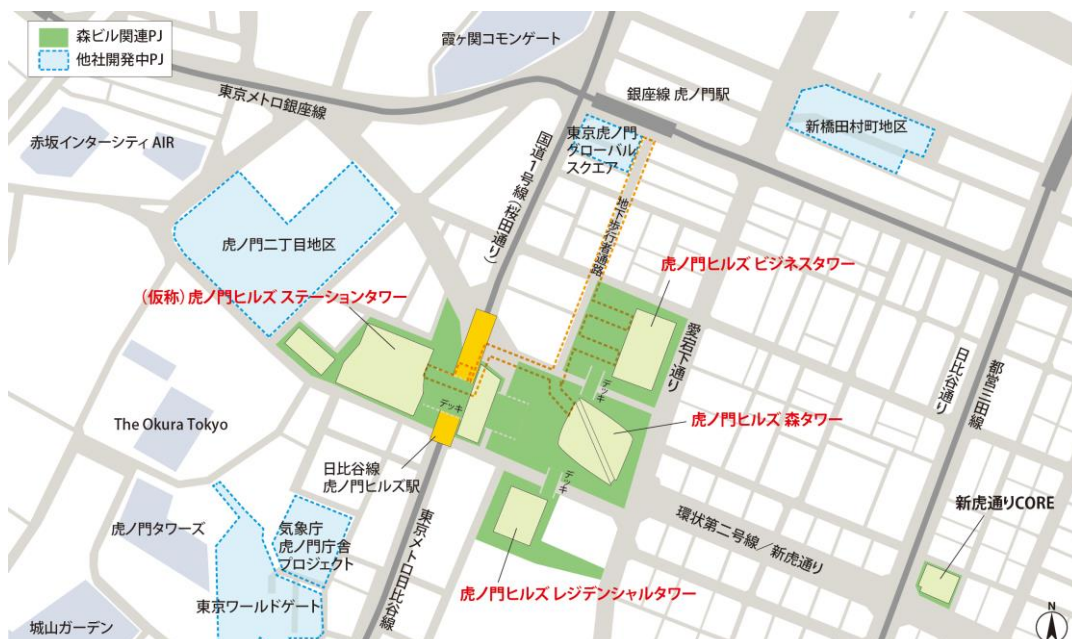 森ビル関連PJ
他社開発中PJ
霞ヶ関コモンゲート
東京メトロ銀座線
銀座線 虎ノ門駅
赤坂インターシティ AIR
国道1号線(桜田通り)
東京虎ノ門
グローバル
スクエア
新橋田村町地区
地下歩行者通路
虎ノ門二丁目地区
虎ノ門ヒルズ ビジネスタワー
(仮称)虎ノ門ヒルズ ステーションタワー
愛宕下通り
日比谷通り
都営三田線
デッキ
デッキ
The Okura Tokyo
虎ノ門ヒルズ 森タワー
日比谷線
虎ノ門ヒルズ駅
デッキ
新虎通りCORE
環状第二号線/新虎通り
虎ノ門タワーズ
気象庁
虎ノ門庁舎
プロジェクト
東京メトロ日比谷線
虎ノ門ヒルズ レジデンシャルタワー
東京ワールドゲート
城山ガーデン
N